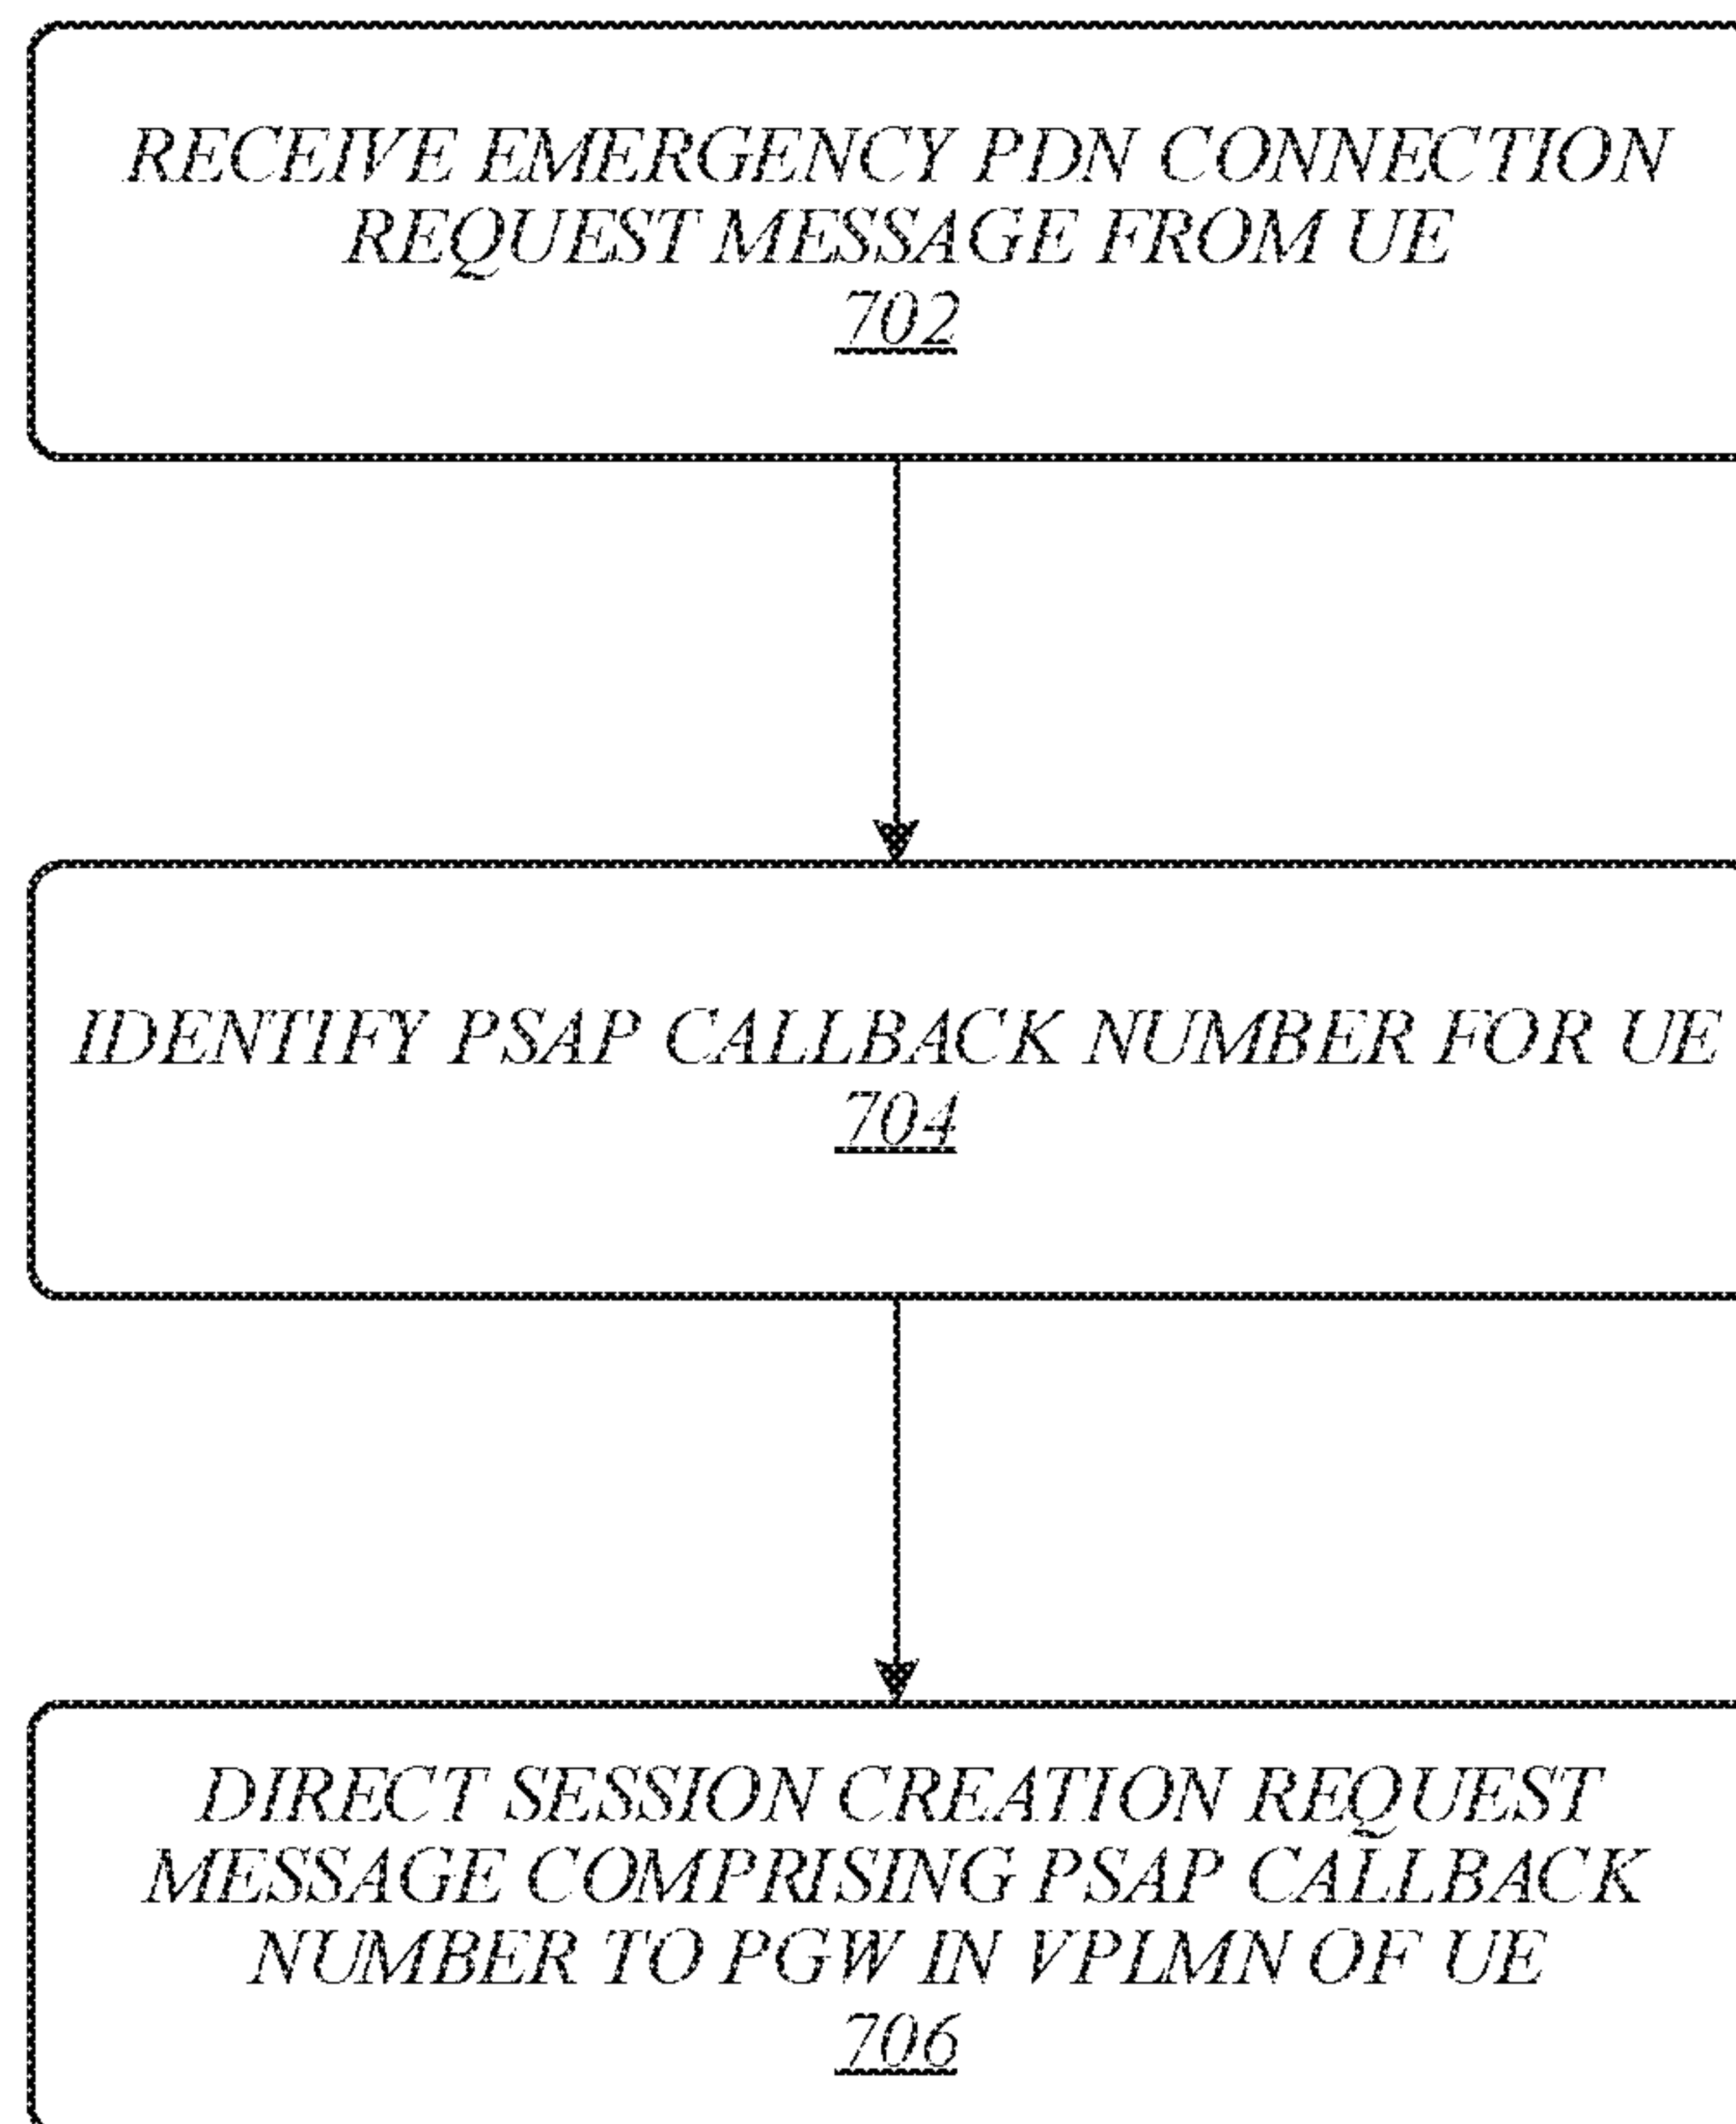 RECEIVE EMERGENCY PDN CONNECTION
REQUEST MESSAGE FROM UE
702
IDENTIFY PSAP CALLBACK NUMBER FOR UE
704
DIRECT SESSION CREATION REQUEST
MESSAGE COMPRISING PSAP CALLBACK
NUMBER TO PGW IN VPLMN OF UE
706